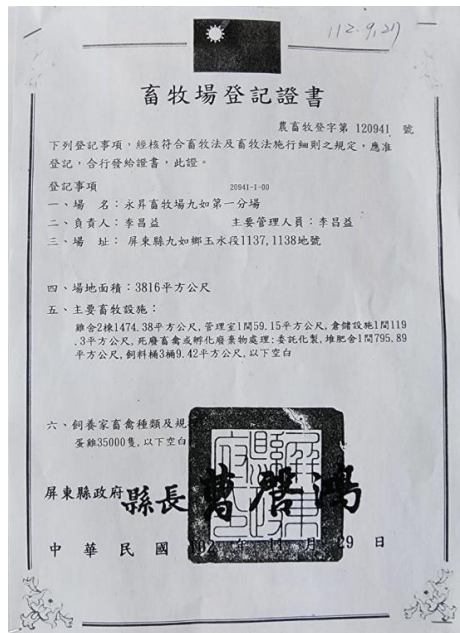 112.9.27
畜牧場登記證書
農畜牧登字第 120941 號
下列登記事項，經核符合畜牧法及畜牧法施行細則之規定，應准
登記，合行發給證書，此證。
登記事項 20941-1-00
一、場 名：永昇畜牧場九如第一分場
二、負責人：李昌益 主要管理人員：李昌益
三、場 址： 屏東縣九如鄉玉水段1137,1138地號
四、場地面積：3816平方公尺
五、主要畜牧設施：
雞舍2棟1474.38平方公尺,管理室1間59.15平方公尺,倉儲設施1間119
.3平方公尺,死廢畜禽或孵化廢棄物處理:委託化製,堆肥舍1間795.89
平方公尺,飼料桶3桶9.42平方公尺,以下空白
六、飼養家畜禽種類及規
蛋雞35000隻,以下空白
屏東縣政府 縣長 曹啓鴻
中華民國 年 月 29 日